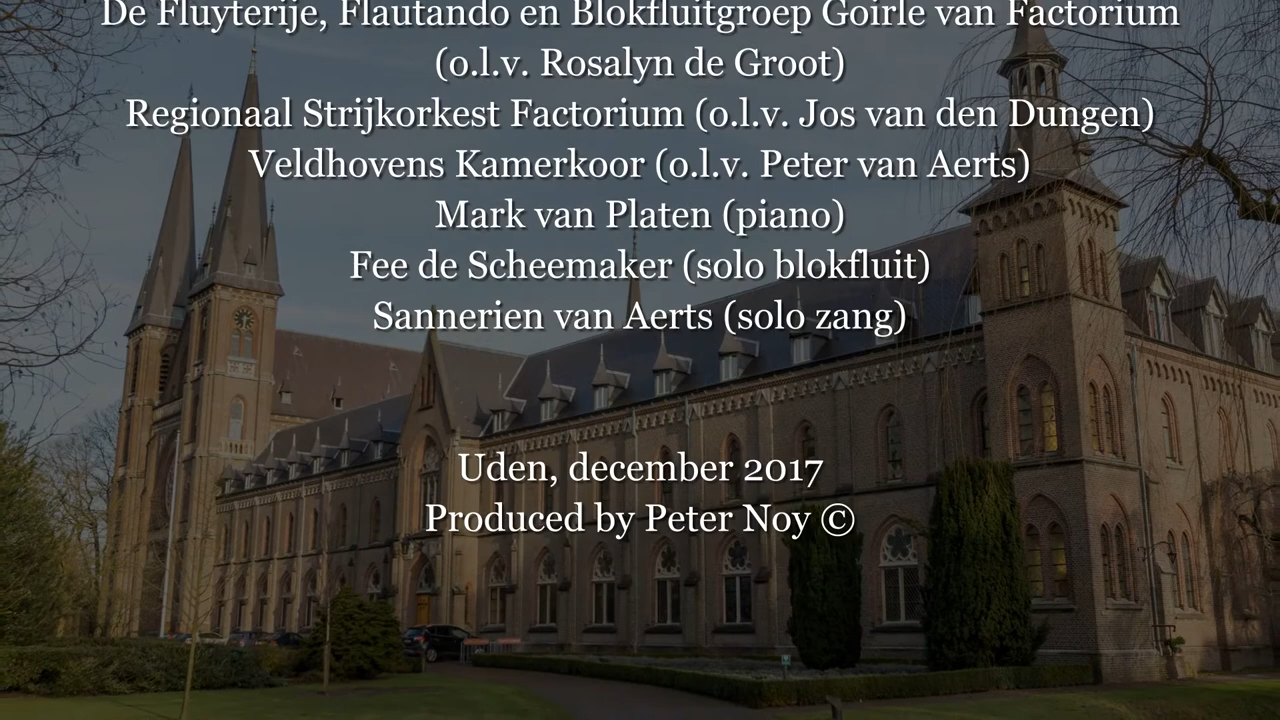 De Fluyterije, Flautando en Blokfluitgroep Goirle van Factorium
(o.l.v. Rosalyn de Groot)
Regionaal Strijkorkest Factorium (o.l.v. Jos van den Dungen)
Veldhovens Kamerkoor (o.l.v. Peter van Aerts)
Mark van Platen (piano)
Fee de Scheemaker (solo blokfluit)
Sannerien van Aerts (solo zang)
Uden, december 2017
Produced by Peter Noy ©